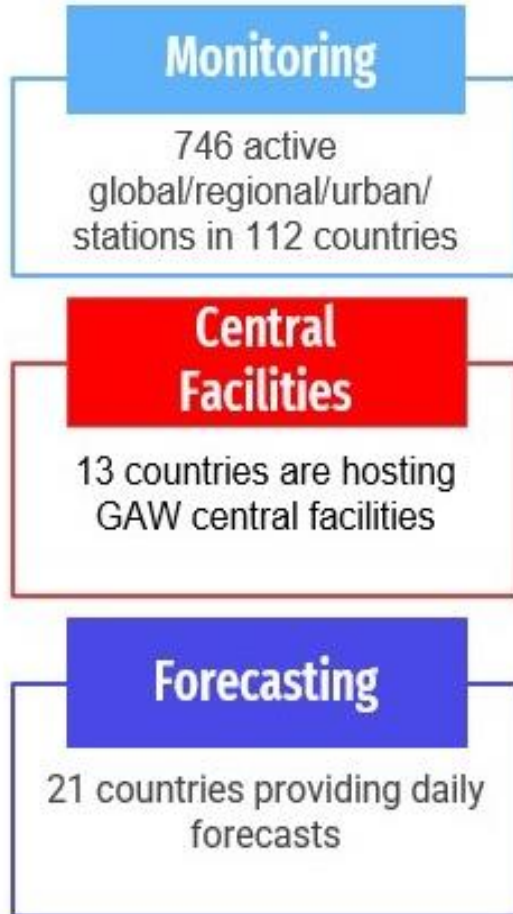 Monitoring
746 active
global/regional/urban/
stations in 112 countries
Central
Facilities
13 countries are hosting
GAW central facilities
Forecasting
21 countries providing daily
forecasts